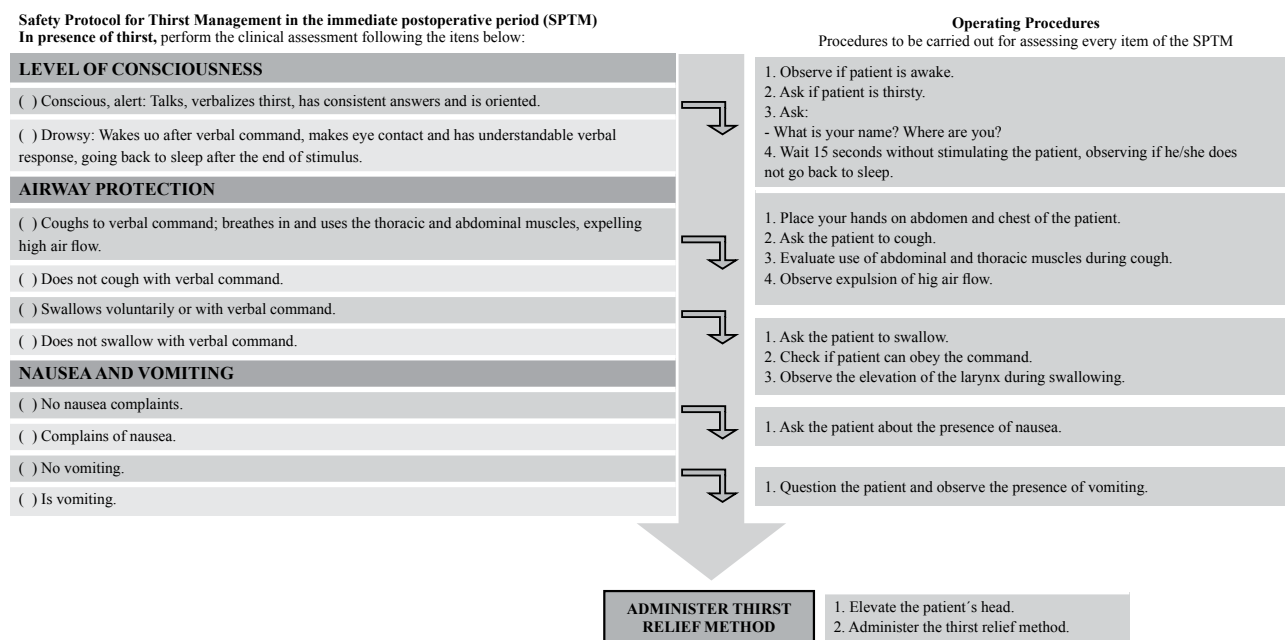 Safety Protocol for Thirst Management in the immediate postoperative period (SPTM)
In presence of thirst, perform the clinical assessment following the itens below:
LEVEL OF CONSCIOUSNESS
( ) Conscious, alert: Talks, verbalizes thirst, has consistent answers and is oriented.
( ) Drowsy: Wakes uo after verbal command, makes eye contact and has understandable verbal
response, going back to sleep after the end of stimulus.
AIRWAY PROTECTION
( ) Coughs to verbal command; breathes in and uses the thoracic and abdominal muscles, expelling
high air flow.
( ) Does not cough with verbal command.
( ) Swallows voluntarily or with verbal command.
( ) Does not swallow with verbal command.
NAUSEA AND VOMITING
( ) No nausea complaints.
( ) Complains of nausea.
( ) No vomiting.
( ) Is vomiting.
Operating Procedures
Procedures to be carried out for assessing every item of the SPTM
1. Observe if patient is awake.
2. Ask if patient is thirsty.
3. Ask:
- What is your name? Where are you?
4. Wait 15 seconds without stimulating the patient, observing if he/she does
not go back to sleep.
1. Place your hands on abdomen and chest of the patient.
2. Ask the patient to cough.
3. Evaluate use of abdominal and thoracic muscles during cough.
4. Observe expulsion of hig air flow.
1. Ask the patient to swallow.
2. Check if patient can obey the command.
3. Observe the elevation of the larynx during swallowing.
1. Ask the patient about the presence of nausea.
1. Question the patient and observe the presence of vomiting.
ADMINISTER THIRST
RELIEF METHOD
1. Elevate the patient´s head.
2. Administer the thirst relief method.